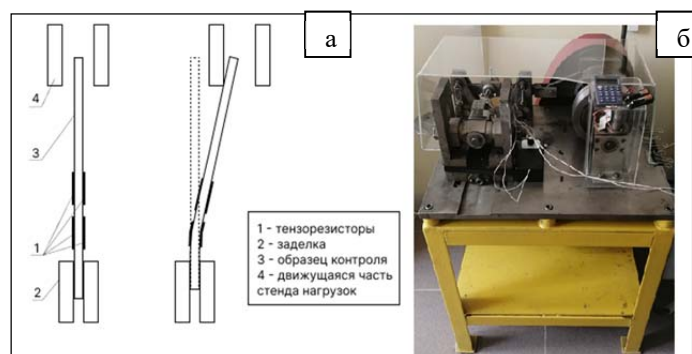 а
б
4
3
1
2
1 - тензорезисторы
2 - заделка
3 - образец контроля
4 - движущаяся часть
стенда нагрузок